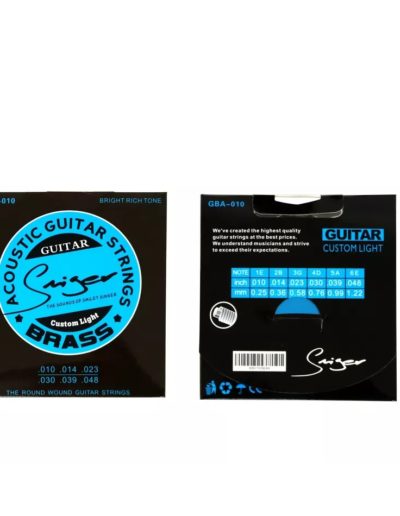 -010
BRIGHT RICH TONE
ACOUSTIC GUITAR STRINGS
GUITAR
Smiger
THE SOUNDS OF SMILEY SINGER
Custom Light
BRASS
.010 .014 .023
.030 .039 .048
THE ROUND WOUND GUITAR STRINGS
GBA-010
We've created the highest quality
guitar strings at the best prices.
We understand musicians and strive
to exceed their expectations.
GUITAR
CUSTOM LIGHT
NOTE 1E 2B 3G 4D 5A 6E
inch .010 .014 .023 .030 .039 .048
mm 0.25 0.36 0.58 0.76 0.99 1.22
Smiger